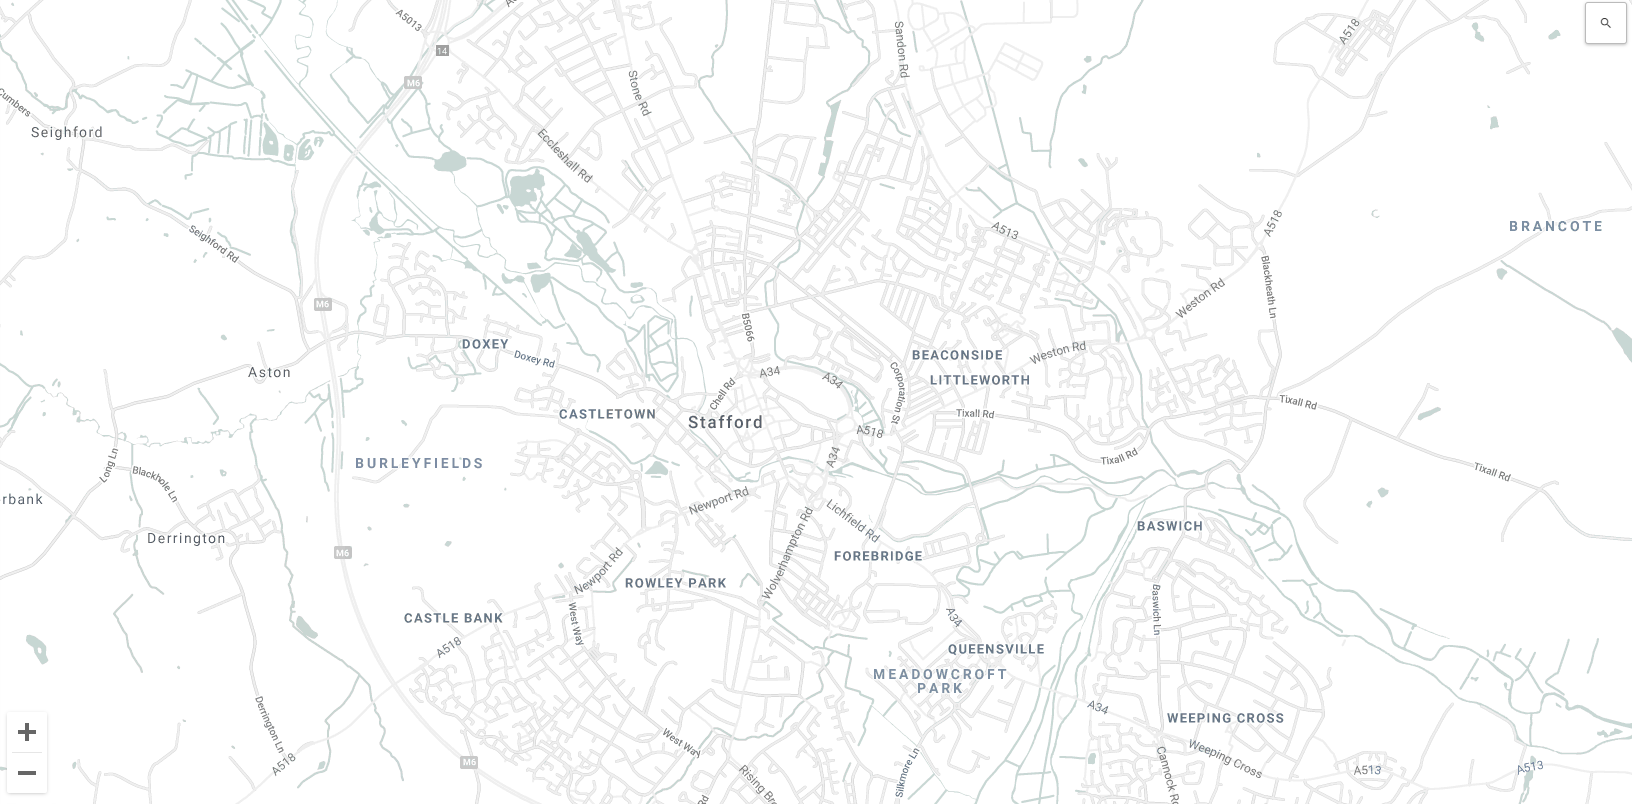 A5013
14
M6
Stone Rd
Sandon Rd
A518
Cumbers
Seighford
Eccleshall Rd
A513
A518
BRANCOTE
Seighford Rd
M6
Blackheath Ln
Weston Rd
B5066
DOXEY
Doxey Rd
BEACONSIDE
Weston Rd
Aston
A34
A34
LITTLEWORTH
Chell Rd
Corporation St
CASTLETOWN
Stafford
Tixall Rd
Tixall Rd
A518
A34
BURLEYFIELDS
Long Ln
Blackhole Ln
Tixall Rd
Tixall Rd
rbank
Newport Rd
Lichfield Rd
BASWICH
Derrington
M6
Wolverhampton Rd
FOREBRIDGE
Newport Rd
ROWLEY PARK
Baswich Ln
CASTLE BANK
West Way
A34
A518
QUEENSVILLE
MEADOWCROFT
PARK
A34
WEEPING CROSS
Derrington Ln
West Way
Weeping Cross
A518
M6
Silkmore Ln
Cannock Rd
A513
A513
Rising Br
Rd